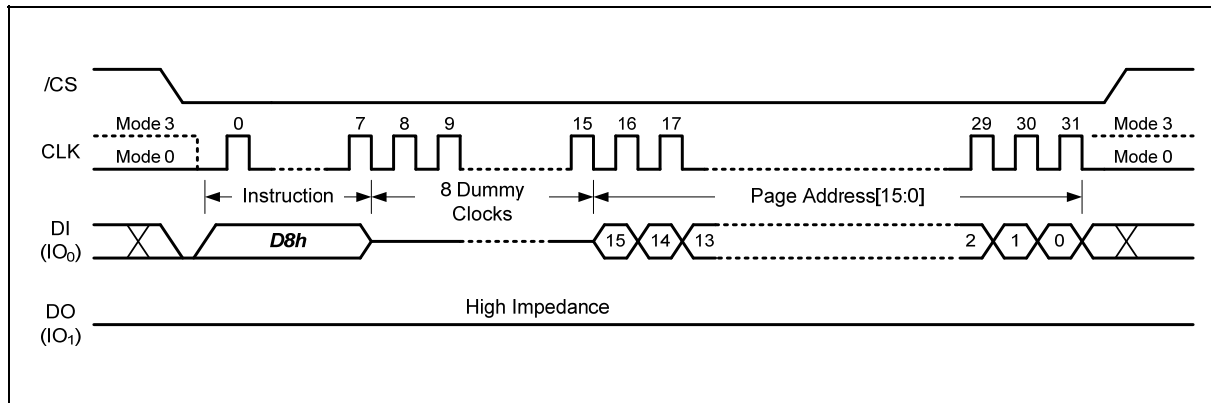 /CS
Mode 3 0 7 8 9 15 16 17 29 30 31 Mode 3
CLK
Mode 0 Mode 0
Instruction 8 Dummy Clocks Page Address[15:0]
DI (IO0) D8h 15 14 13 2 1 0
High Impedance
DO (IO1)